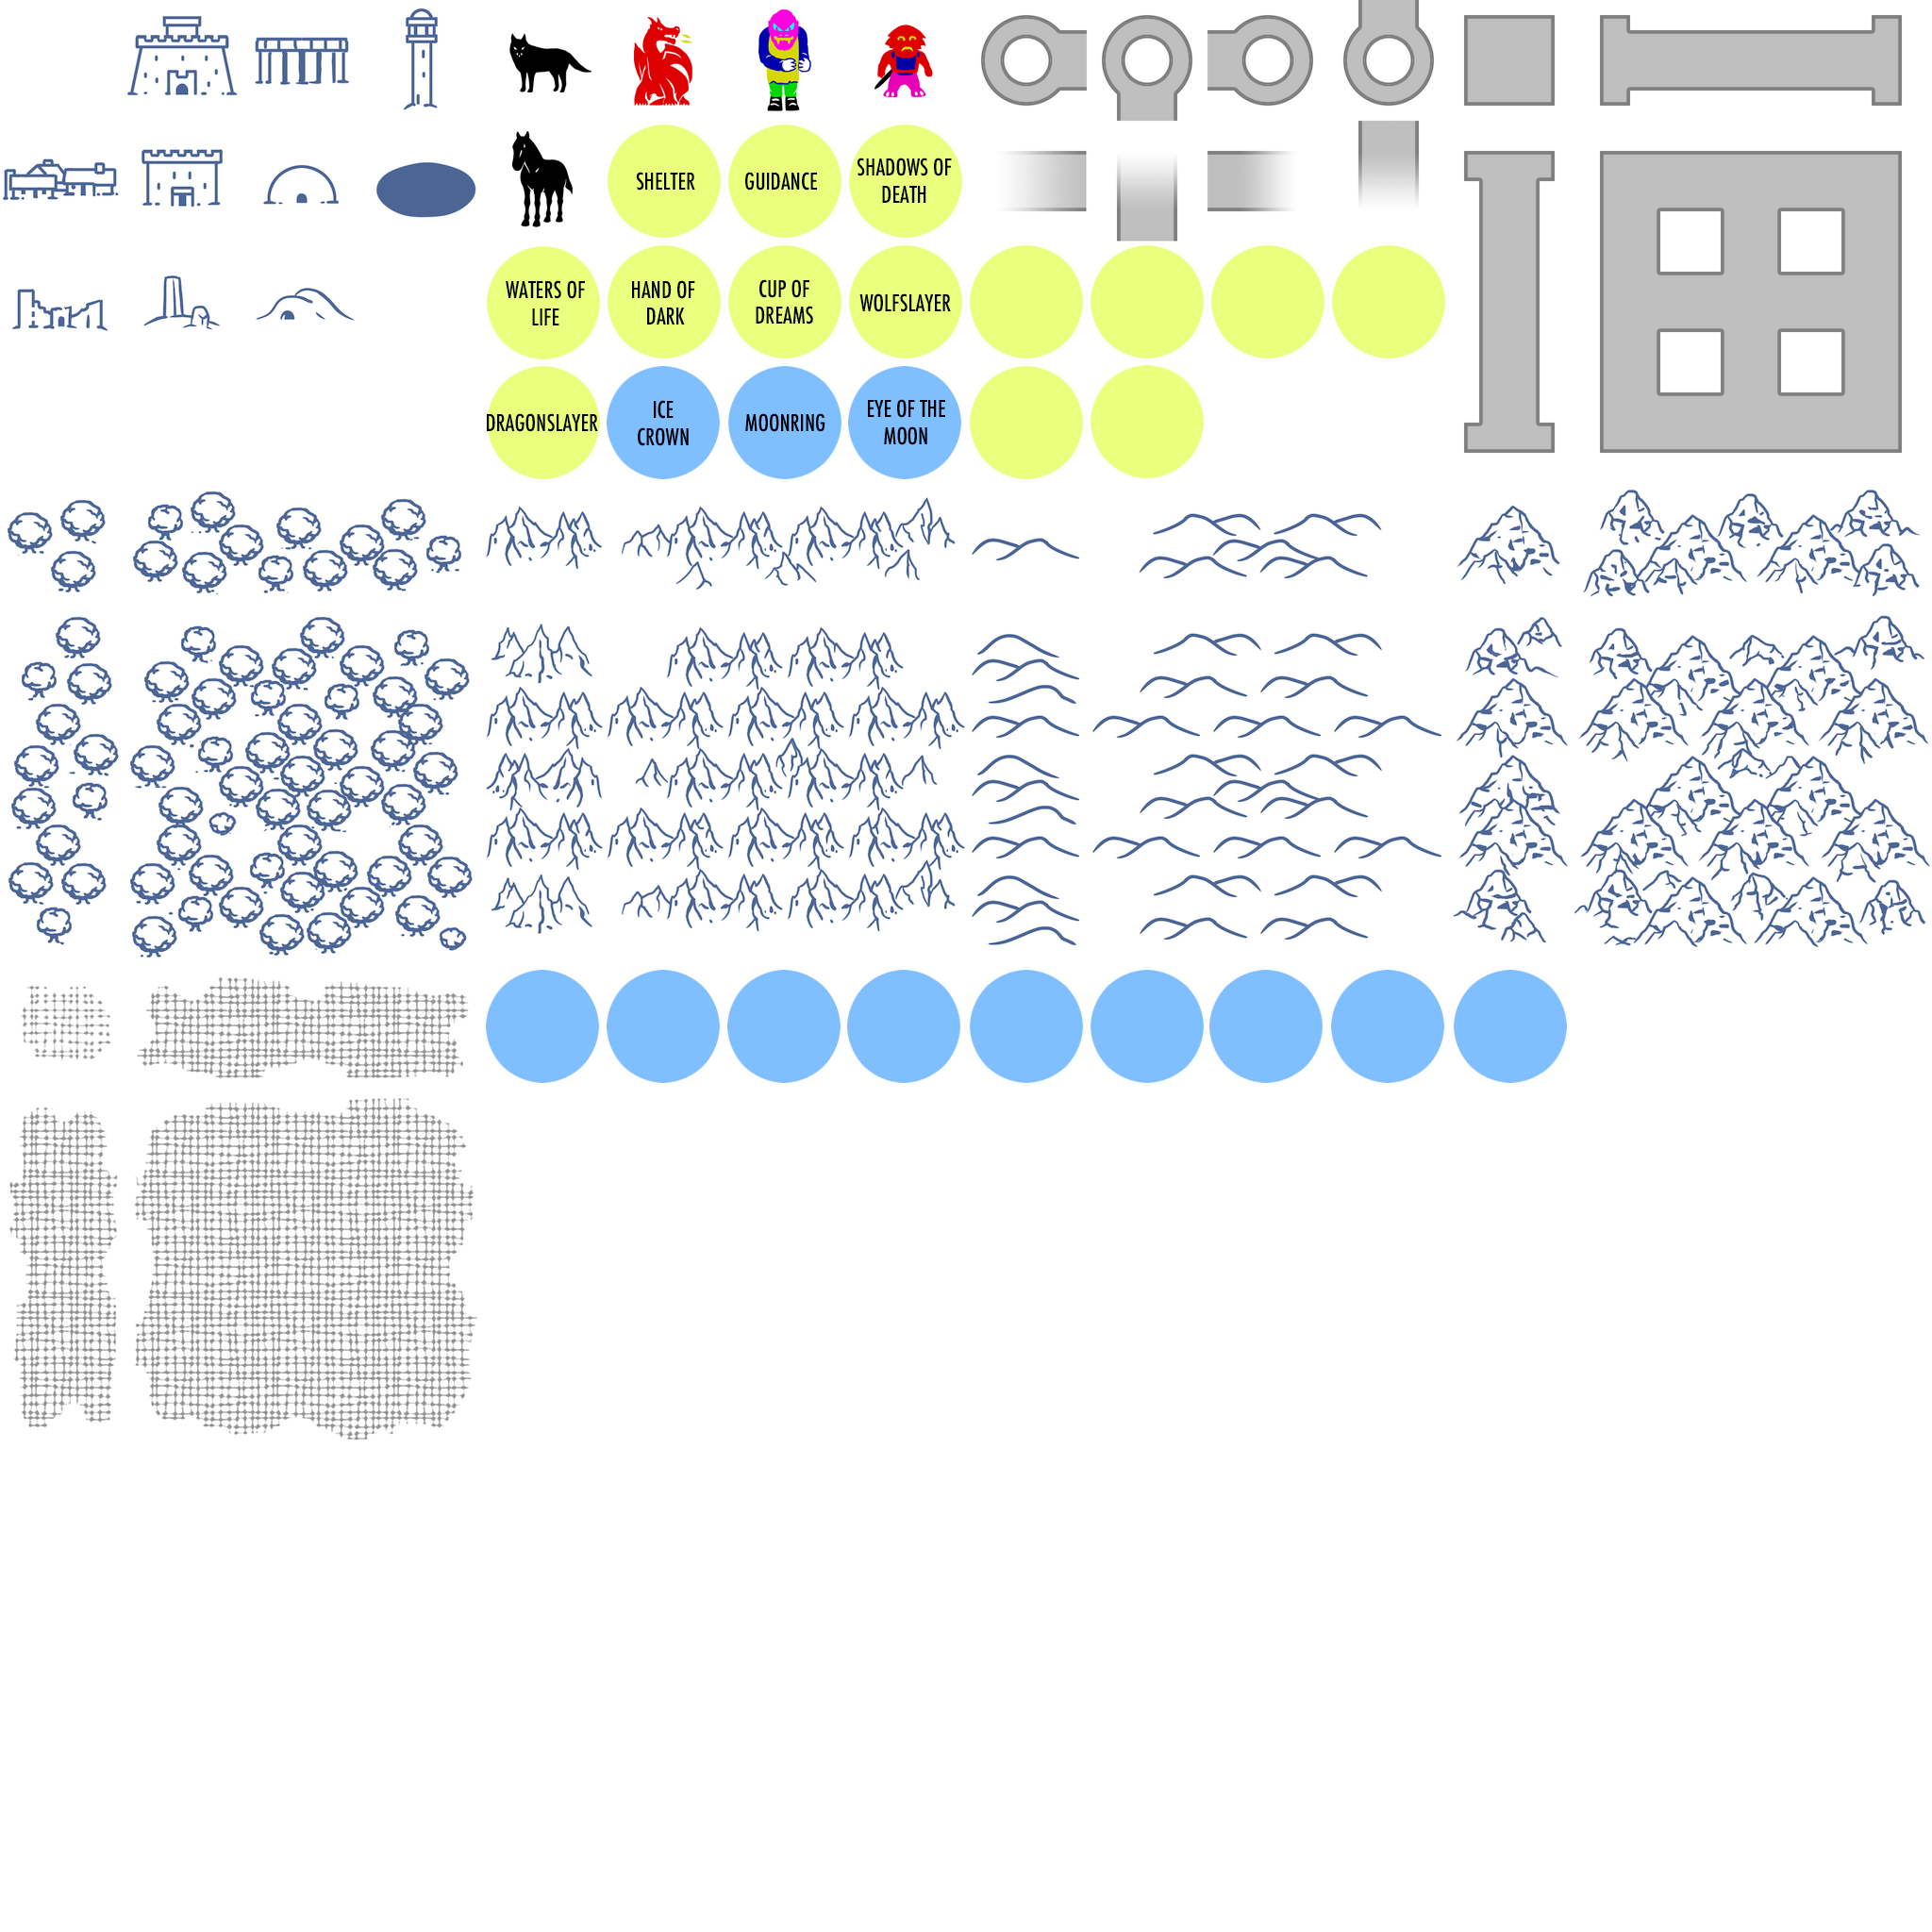 SHELTER
GUIDANCE
SHADOWS OF
DEATH
WATERS OF
LIFE
HAND OF
DARK
CUP OF
DREAMS
WOLFSLAYER
DRAGONSLAYER
ICE
CROWN
MOONRING
EYE OF THE
MOON